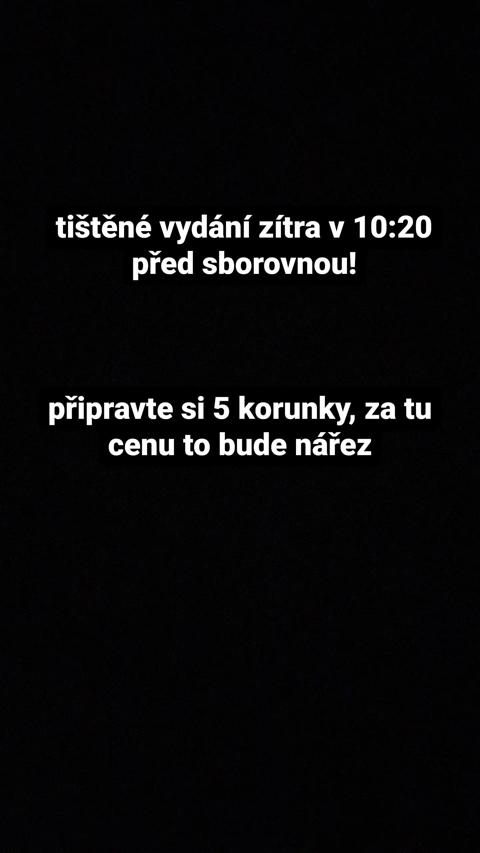 tištěné vydání zítra v 10:20
před sborovnou!
připravte si 5 korunky, za tu
cenu to bude nářez